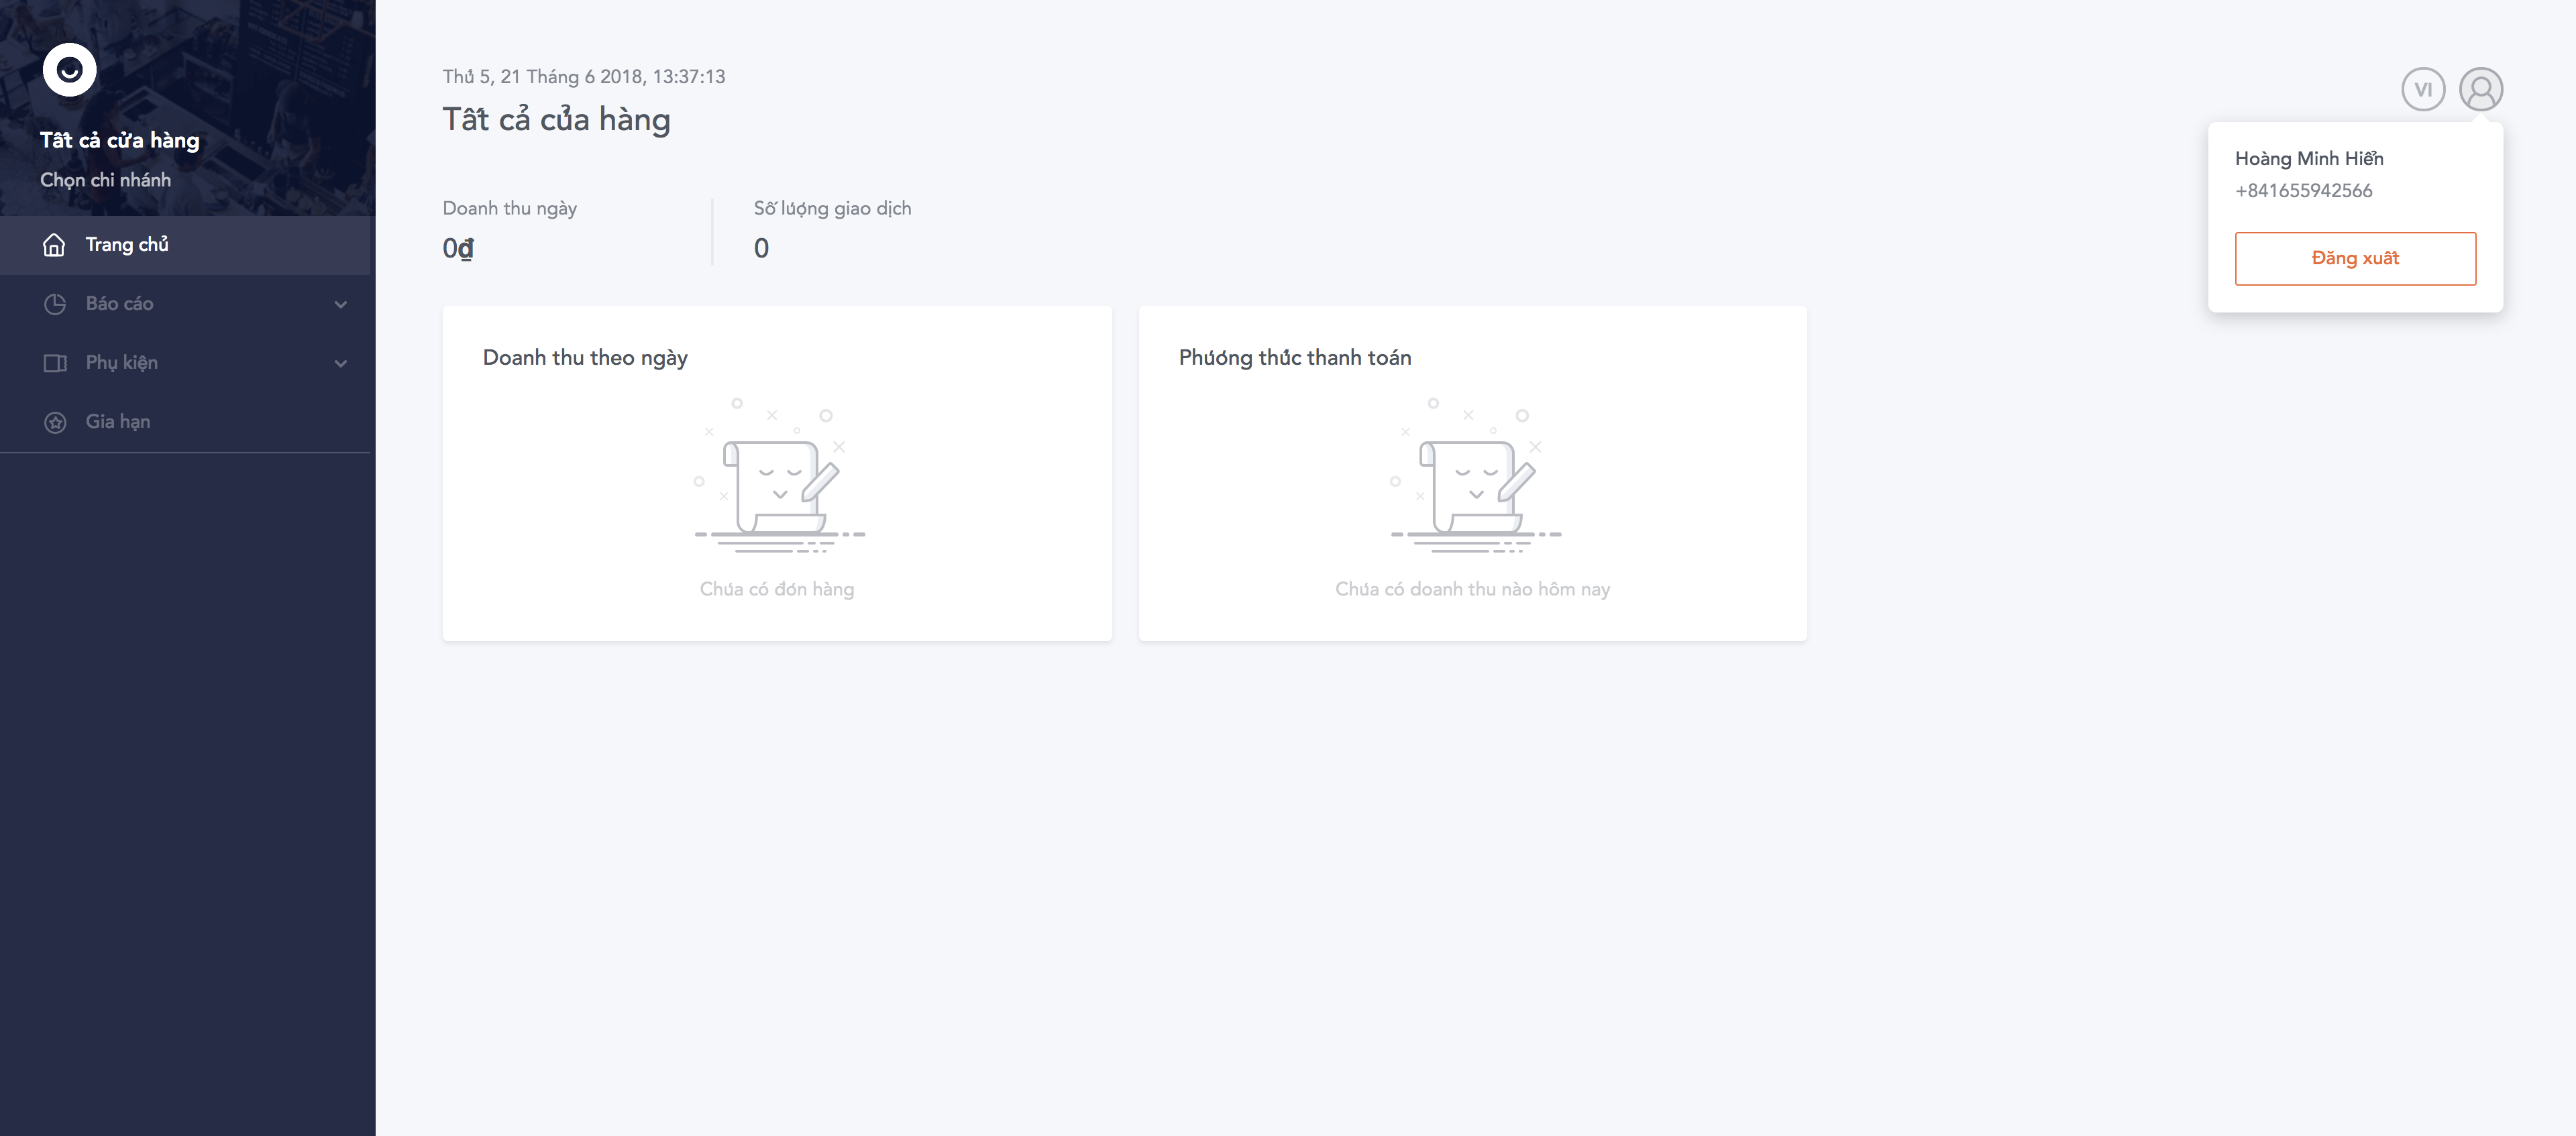 Tất cả cửa hàng
Chọn chi nhánh
Trang chủ
Báo cáo
Phụ kiện
Gia hạn
Thứ 5, 21 Tháng 6 2018, 13:37:13
Tất cả cửa hàng
VI
Hoàng Minh Hiển
+841655942566
Đăng xuất
Doanh thu ngày
0₫
Số lượng giao dịch
0
Doanh thu theo ngày
Chưa có đơn hàng
Phương thức thanh toán
Chưa có doanh thu nào hôm nay